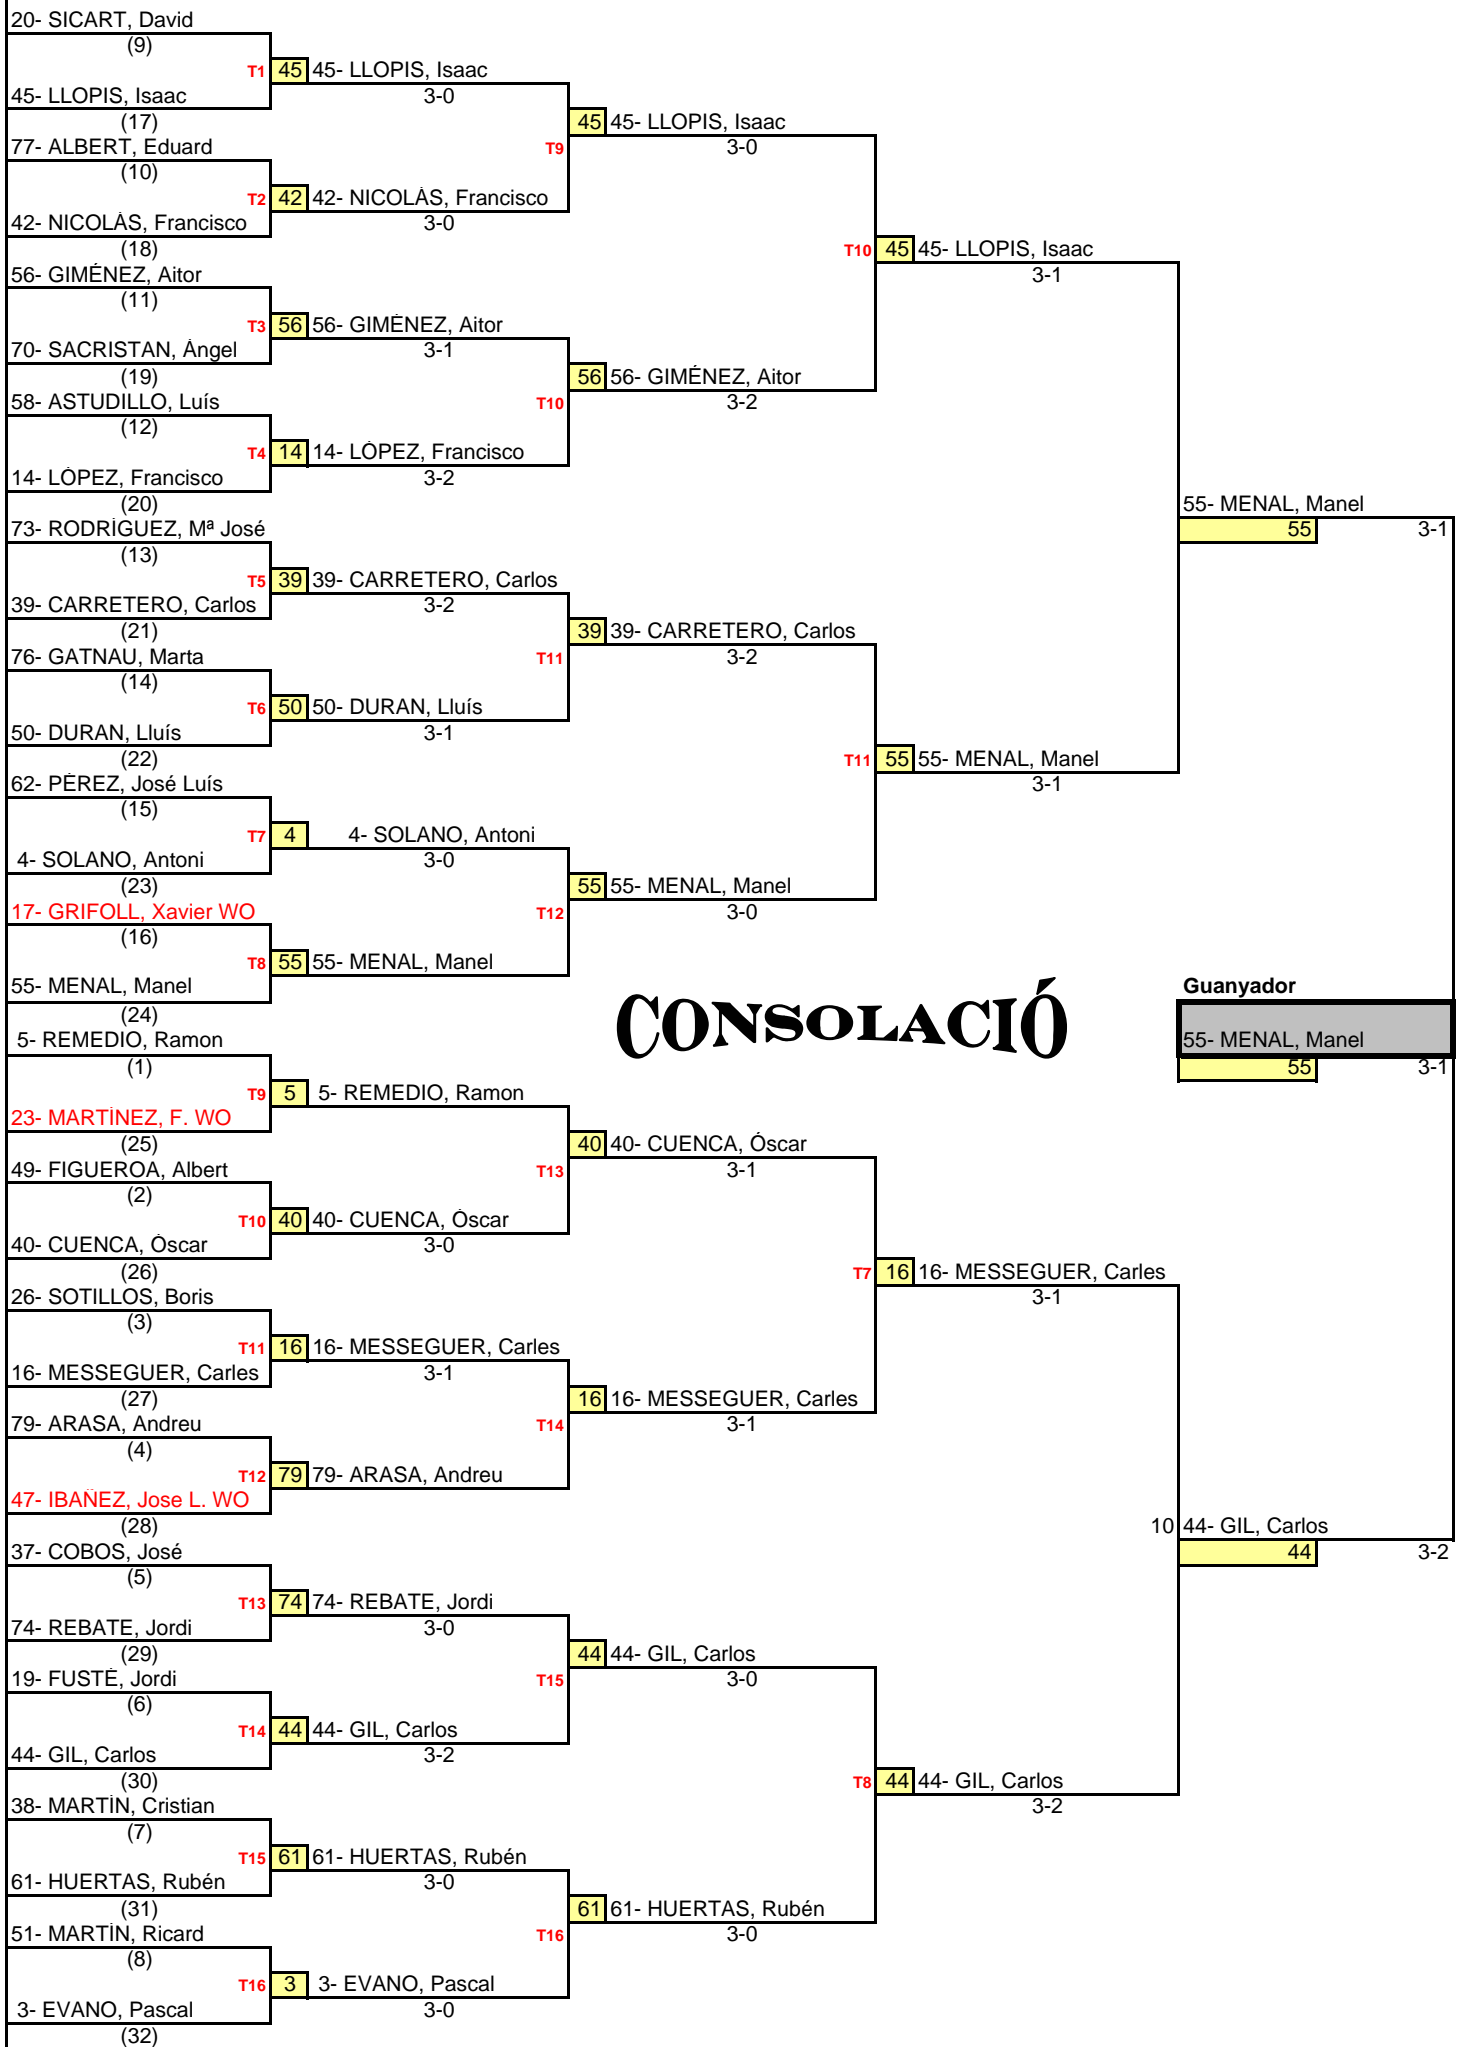 20- SICART, David
(9)
T1 45 45- LLOPIS, Isaac
45- LLOPIS, Isaac
3-0
(17)
45 45- LLOPIS, Isaac
77- ALBERT, Eduard
T9
3-0
(10)
T2 42 42- NICOLÁS, Francisco
42- NICOLÁS, Francisco
3-0
(18)
T10 45 45- LLOPIS, Isaac
56- GIMÉNEZ, Aitor
3-1
(11)
T3 56 56- GIMÉNEZ, Aitor
70- SACRISTAN, Ángel
3-1
(19)
56 56- GIMÉNEZ, Aitor
58- ASTUDILLO, Luís
T10
3-2
(12)
T4 14 14- LÓPEZ, Francisco
14- LÓPEZ, Francisco
3-2
(20)
55- MENAL, Manel
73- RODRÍGUEZ, Mª José
55 3-1
(13)
T5 39 39- CARRETERO, Carlos
39- CARRETERO, Carlos
3-2
(21)
39 39- CARRETERO, Carlos
76- GATNAU, Marta
T11
3-2
(14)
T6 50 50- DURAN, Lluís
50- DURAN, Lluís
3-1
(22)
T11 55 55- MENAL, Manel
62- PÉREZ, José Luís
3-1
(15)
T7 4 4- SOLANO, Antoni
4- SOLANO, Antoni
3-0
(23)
55 55- MENAL, Manel
17- GRIFOLL, Xavier WO
T12
3-0
(16)
T8 55 55- MENAL, Manel
55- MENAL, Manel
Guanyador
CONSOLACIÓ
(24)
5- REMEDIO, Ramon
55- MENAL, Manel
(1)
55 3-1
T9 5 5- REMEDIO, Ramon
23- MARTÍNEZ, F. WO
(25)
40 40- CUENCA, Óscar
49- FIGUEROA, Albert
T13
3-1
(2)
T10 40 40- CUENCA, Óscar
40- CUENCA, Óscar
3-0
(26)
T7 16 16- MESSEGUER, Carles
26- SOTILLOS, Boris
3-1
(3)
T11 16 16- MESSEGUER, Carles
16- MESSEGUER, Carles
3-1
(27)
16 16- MESSEGUER, Carles
79- ARASA, Andreu
T14
3-1
(4)
T12 79 79- ARASA, Andreu
47- IBAÑEZ, Jose L. WO
(28)
10 44- GIL, Carlos
37- COBOS, José
44 3-2
(5)
T13 74 74- REBATE, Jordi
74- REBATE, Jordi
3-0
(29)
44 44- GIL, Carlos
19- FUSTÉ, Jordi
T15
3-0
(6)
T14 44 44- GIL, Carlos
44- GIL, Carlos
3-2
(30)
T8 44 44- GIL, Carlos
38- MARTÍN, Cristian
3-2
(7)
T15 61 61- HUERTAS, Rubén
61- HUERTAS, Rubén
3-0
(31)
61 61- HUERTAS, Rubén
51- MARTÍN, Ricard
T16
3-0
(8)
T16 3 3- EVANO, Pascal
3- EVANO, Pascal
3-0
(32)